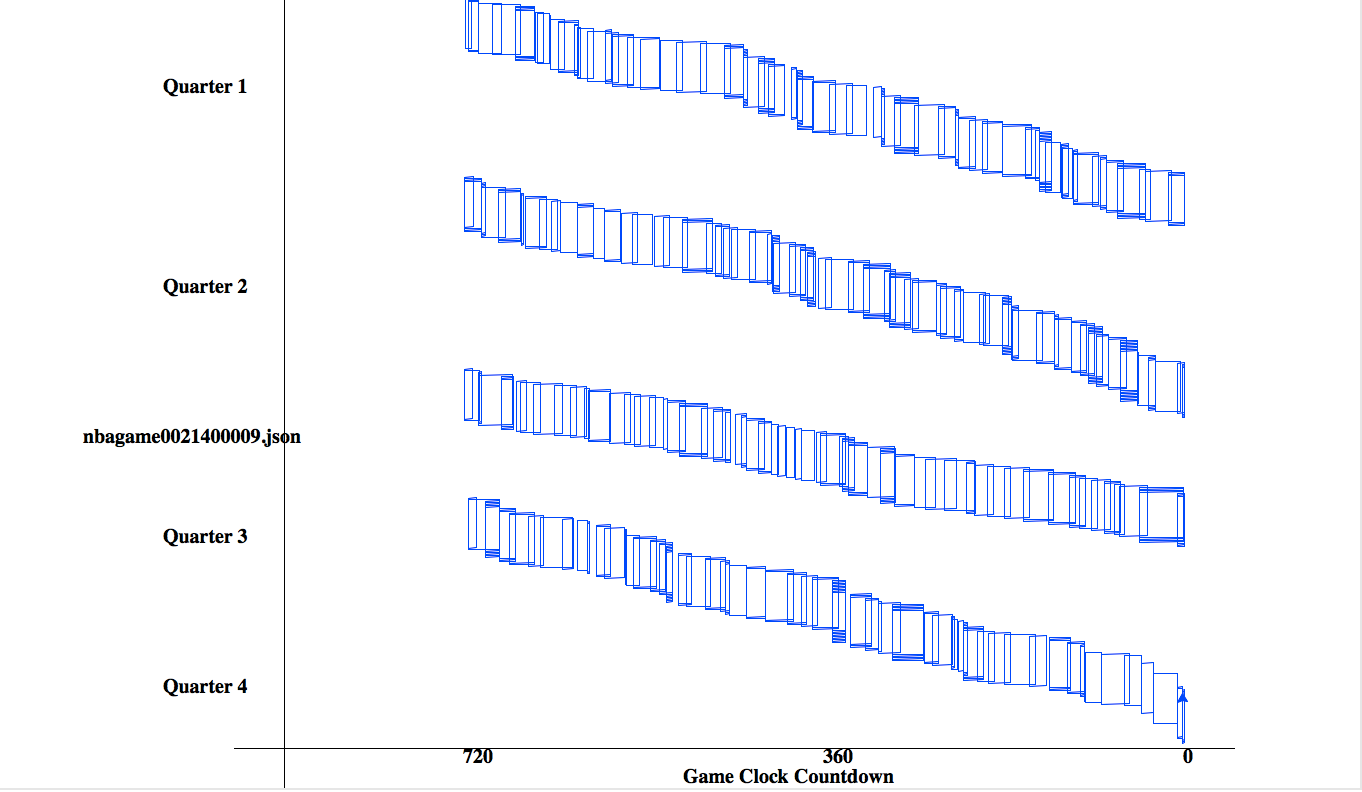 Quarter 1
Quarter 2
nbagame0021400009.json
Quarter 3
Quarter 4
720 360 0
Game Clock Countdown